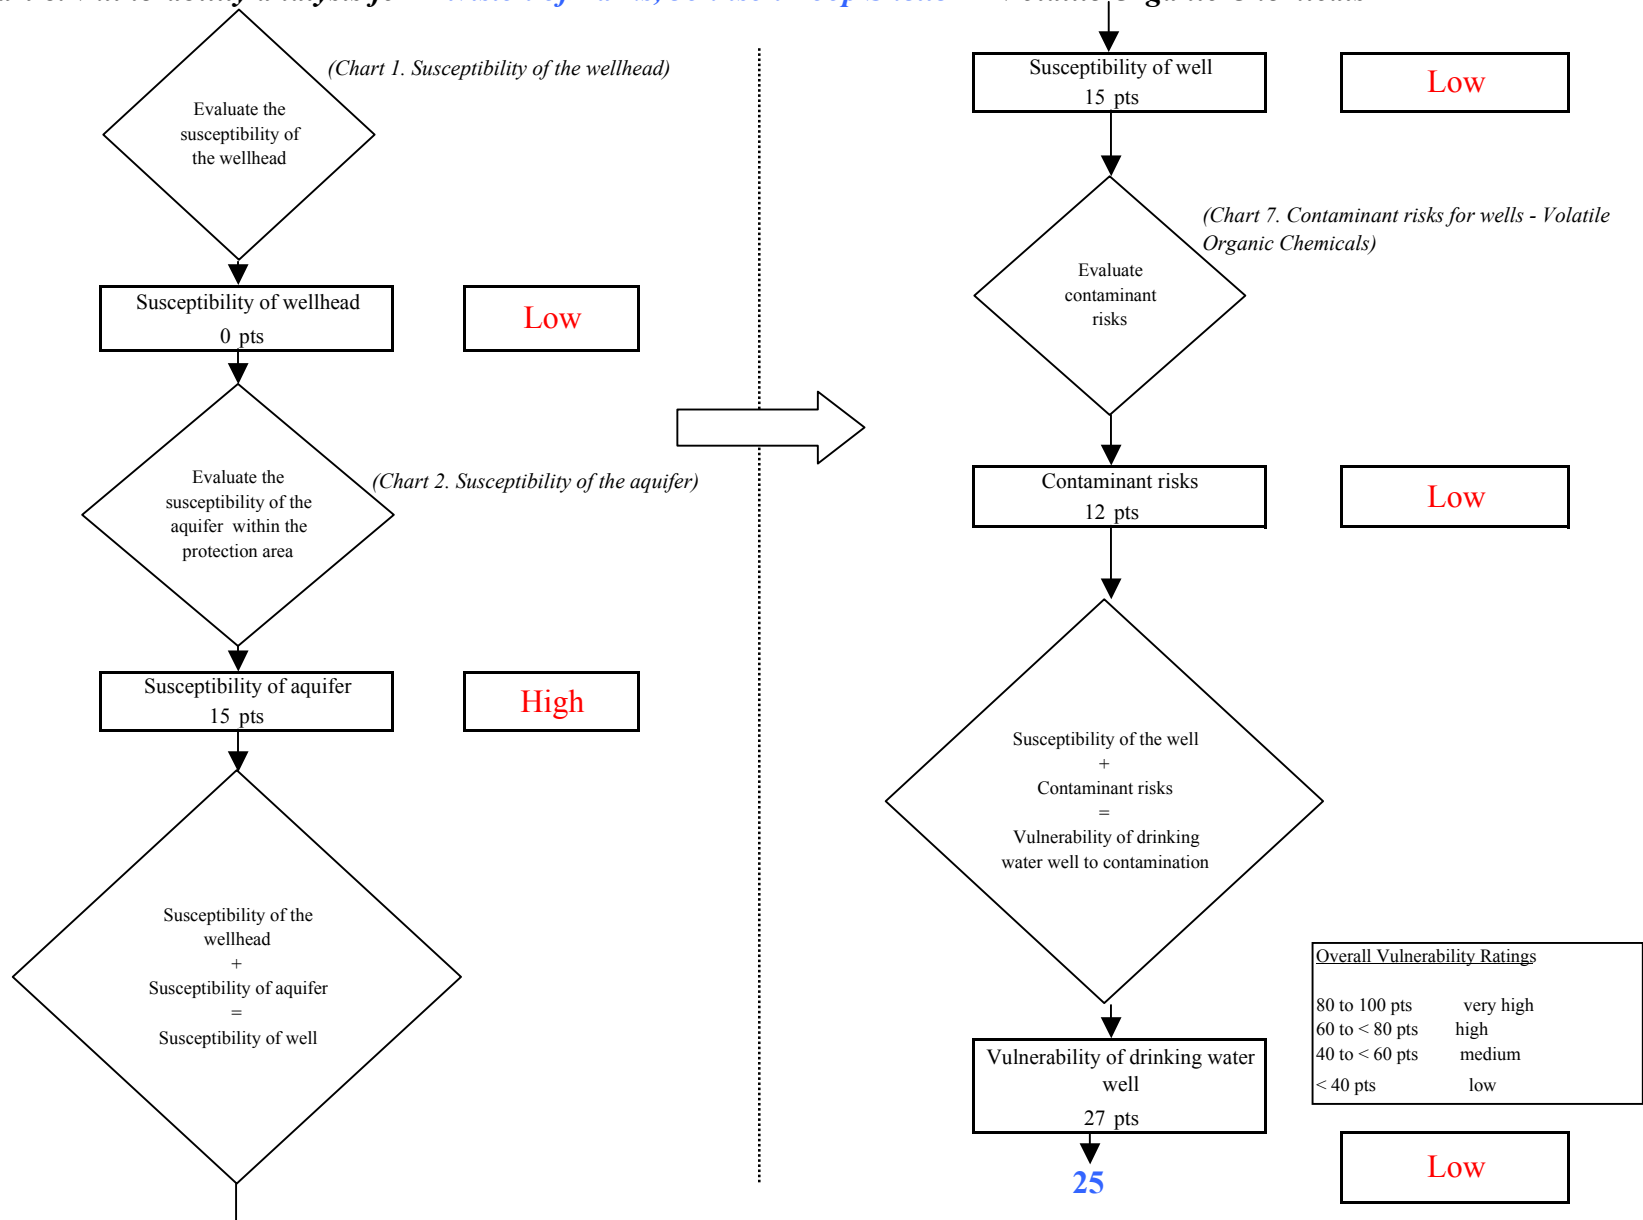 (Chart 1. Susceptibility of the wellhead)
Evaluate the
susceptibility of
the wellhead
Susceptibility of wellhead
0 pts
Low
Evaluate the
susceptibility of the
aquifer within the
protection area
(Chart 2. Susceptibility of the aquifer)
Susceptibility of aquifer
15 pts
High
Susceptibility of the
wellhead
+
Susceptibility of aquifer
=
Susceptibility of well
Susceptibility of well
15 pts
Low
(Chart 7. Contaminant risks for wells - Volatile
Organic Chemicals)
Evaluate
contaminant
risks
Contaminant risks
12 pts
Low
Susceptibility of the well
+
Contaminant risks
=
Vulnerability of drinking
water well to contamination
Overall Vulnerability Ratings
80 to 100 pts very high
60 to < 80 pts high
40 to < 60 pts medium
< 40 pts low
Vulnerability of drinking water
well
27 pts
25
Low